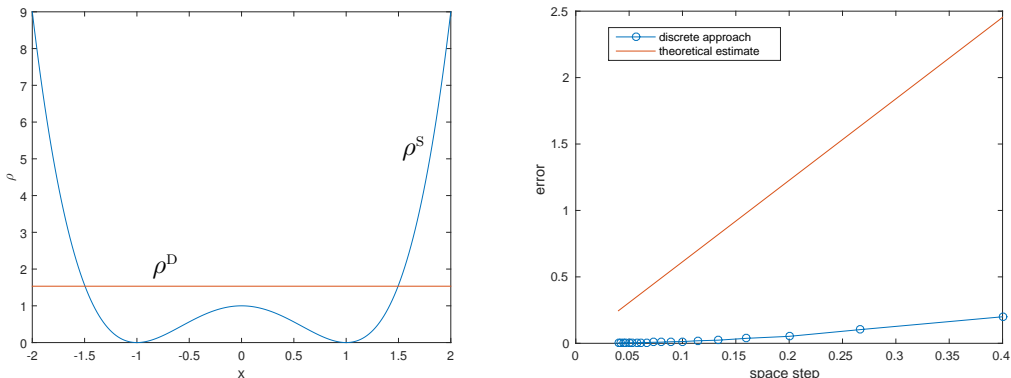 9
8
7
6
5
4
3
2
1
0
-2 -1.5 -1 -0.5 0 0.5 1 1.5 2
ρ
x
ρ^S
ρ^D
2.5
2
1.5
1
0.5
0
0 0.05 0.1 0.15 0.2 0.25 0.3 0.35 0.4
error
space step
discrete approach
theoretical estimate